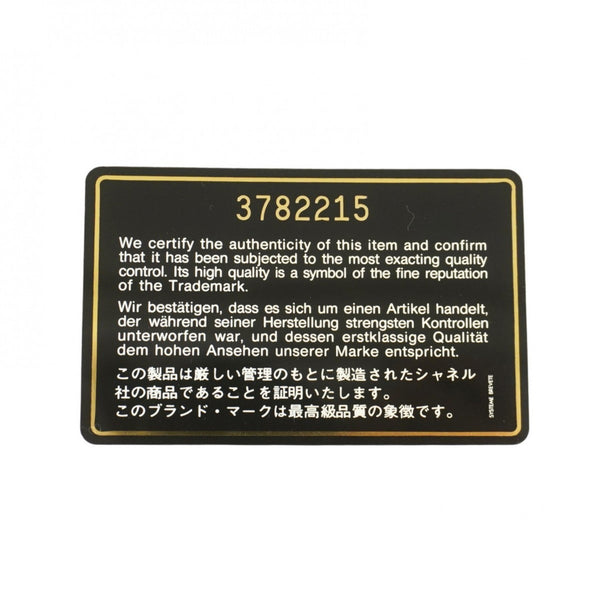 3782215
We certify the authenticity of this item and confirm
that it has been subjected to the most exacting quality
control. Its high quality is a symbol of the fine reputation
of the Trademark.
Wir bestätigen, dass es sich um einen Artikel handelt,
der während seiner Herstellung strengsten Kontrollen
unterworfen war, und dessen erstklassige Qualität
dem hohen Ansehen unserer Marke entspricht.
この製品は厳しい管理のもとに製造されたシャネル
社の商品であることを証明いたします。
このブランド・マークは最高級品質の象徴です。
SYSTEME BREVETE